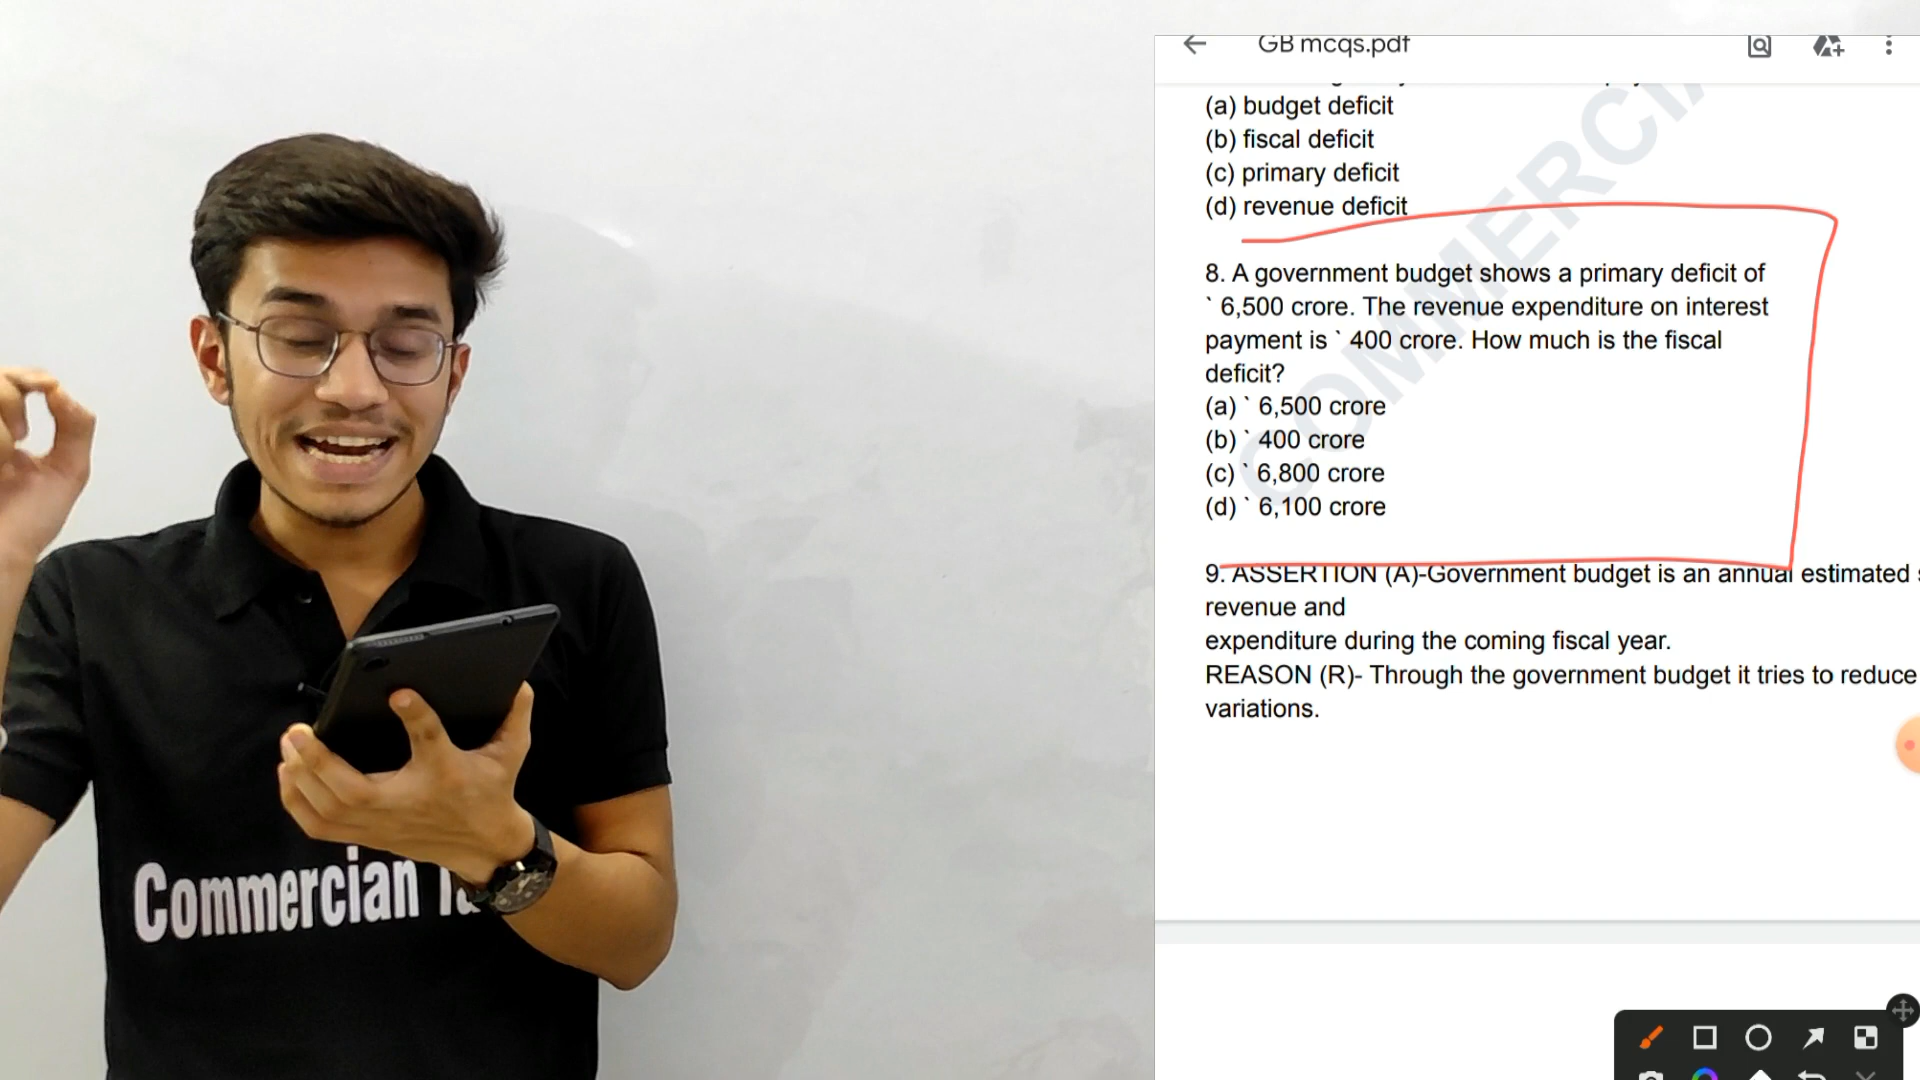 GB mcqs.pdf
(a) budget deficit
(b) fiscal deficit
(c) primary deficit
(d) revenue deficit
8. A government budget shows a primary deficit of
` 6,500 crore. The revenue expenditure on interest
payment is ` 400 crore. How much is the fiscal
deficit?
(a) ` 6,500 crore
(b) ` 400 crore
(c) ` 6,800 crore
(d) ` 6,100 crore
9. ASSERTION (A)-Government budget is an annual estimated
revenue and
expenditure during the coming fiscal year.
REASON (R)- Through the government budget it tries to reduce
variations.
COMMERCI
Commercian